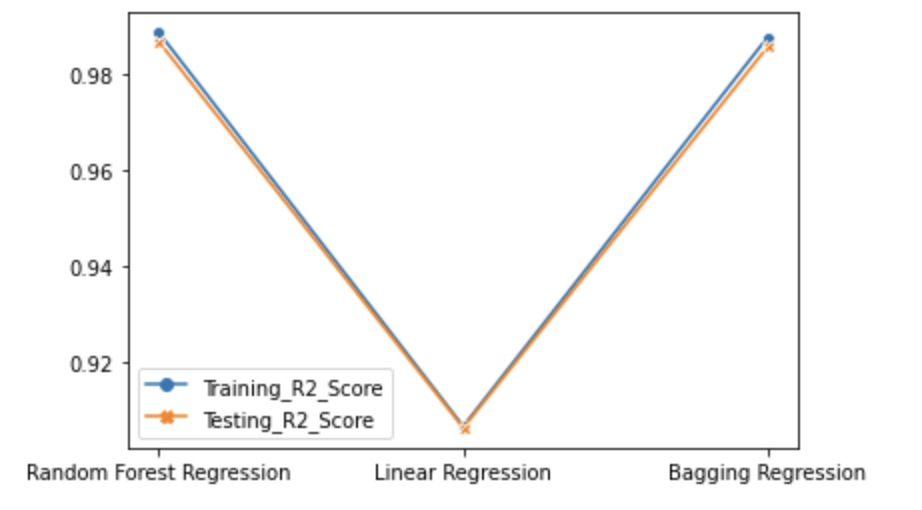 0.98
0.96
0.94
0.92
Training_R2_Score
Testing_R2_Score
Random Forest Regression
Linear Regression
Bagging Regression